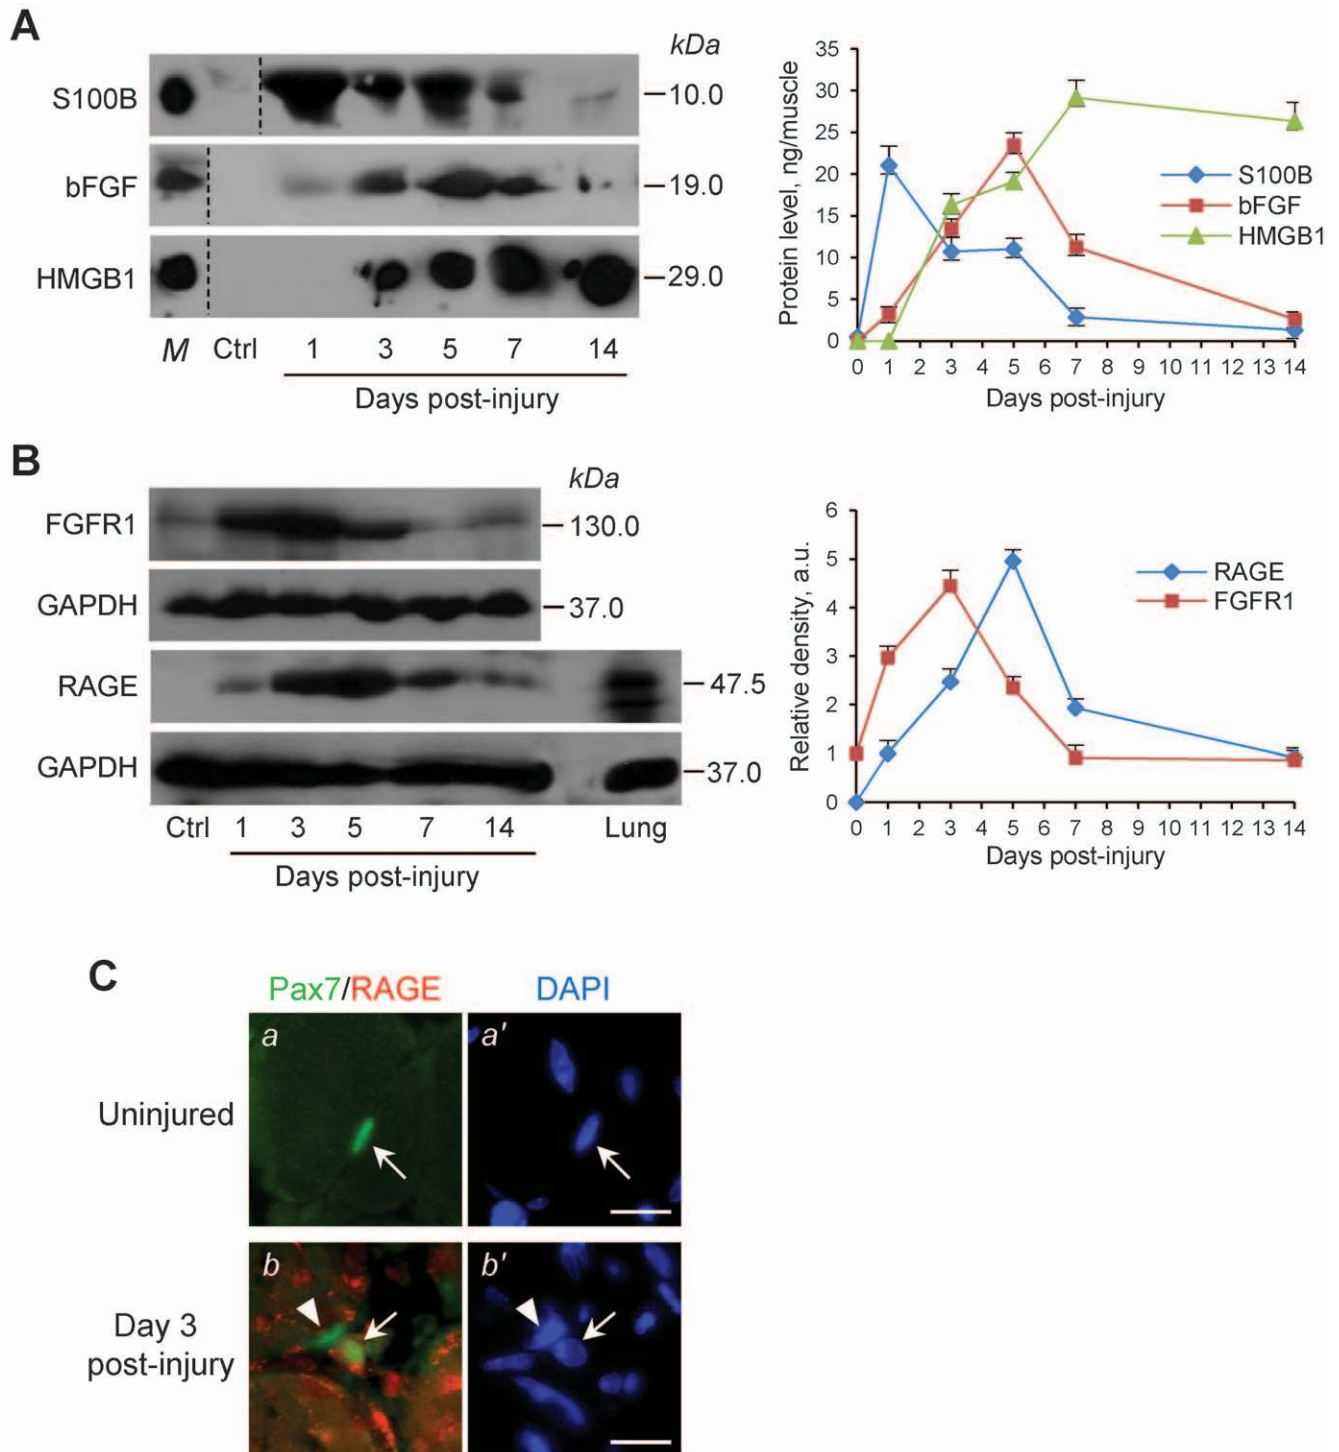 A
kDa
S100B
10.0
bFGF
19.0
HMGB1
29.0
M Ctrl 1 3 5 7 14
Days post-injury
Protein level, ng/muscle
35
30
25
20
15
10
5
0
S100B
bFGF
HMGB1
0 1 2 3 4 5 6 7 8 9 10 11 12 13 14
Days post-injury
B
kDa
FGFR1
130.0
GAPDH
37.0
RAGE
47.5
GAPDH
37.0
Ctrl 1 3 5 7 14 Lung
Days post-injury
Relative density, a.u.
6
5
4
3
2
1
0
RAGE
FGFR1
0 1 2 3 4 5 6 7 8 9 10 11 12 13 14
Days post-injury
C
Pax7/RAGE DAPI
a a'
Uninjured
b b'
Day 3
post-injury